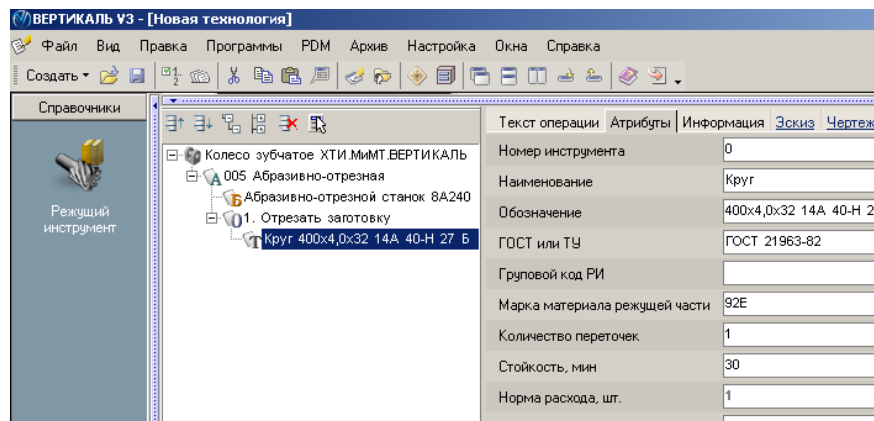 ВЕРТИКАЛЬ V3 - [Новая технология]
Файл Вид Правка Программы PDM Архив Настройка Окна Справка
Создать
Справочники
Режущий
инструмент
Колесо зубчатое ХТИ.МиМТ.ВЕРТИКАЛЬ
005 Абразивно-отрезная
Абразивно-отрезной станок 8А240
1. Отрезать заготовку
Круг 400х4,0х32 14А 40-Н 27 Б
Текст операции Атрибуты Информация Эскиз Чертеж
Номер инструмента 0
Наименование Круг
Обозначение 400х4,0х32 14А 40-Н 2
ГОСТ или ТУ ГОСТ 21963-82
Груповой код РИ
Марка материала режущей части 92Е
Количество переточек 1
Стойкость, мин 30
Норма расхода, шт. 1